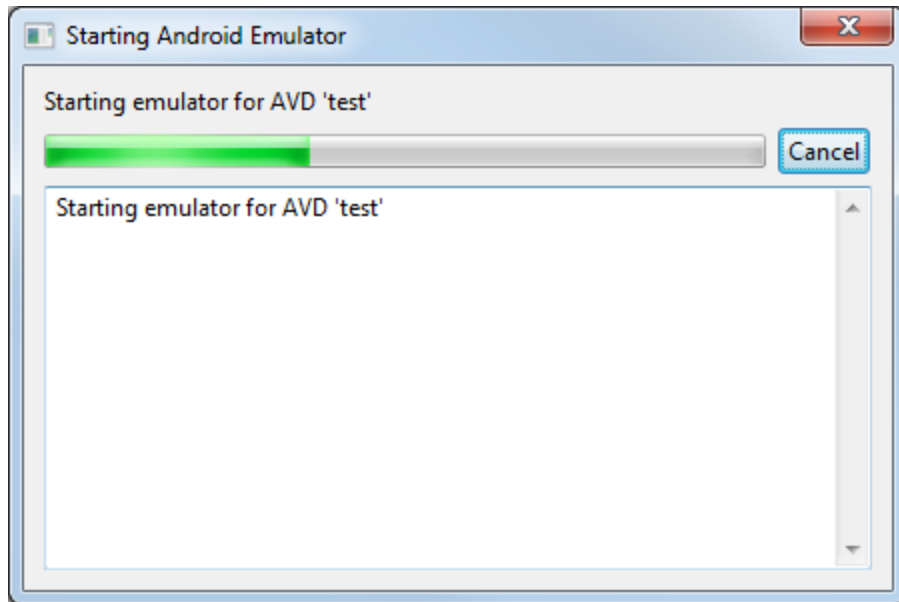 Starting Android Emulator
Starting emulator for AVD 'test'
Cancel
Starting emulator for AVD 'test'